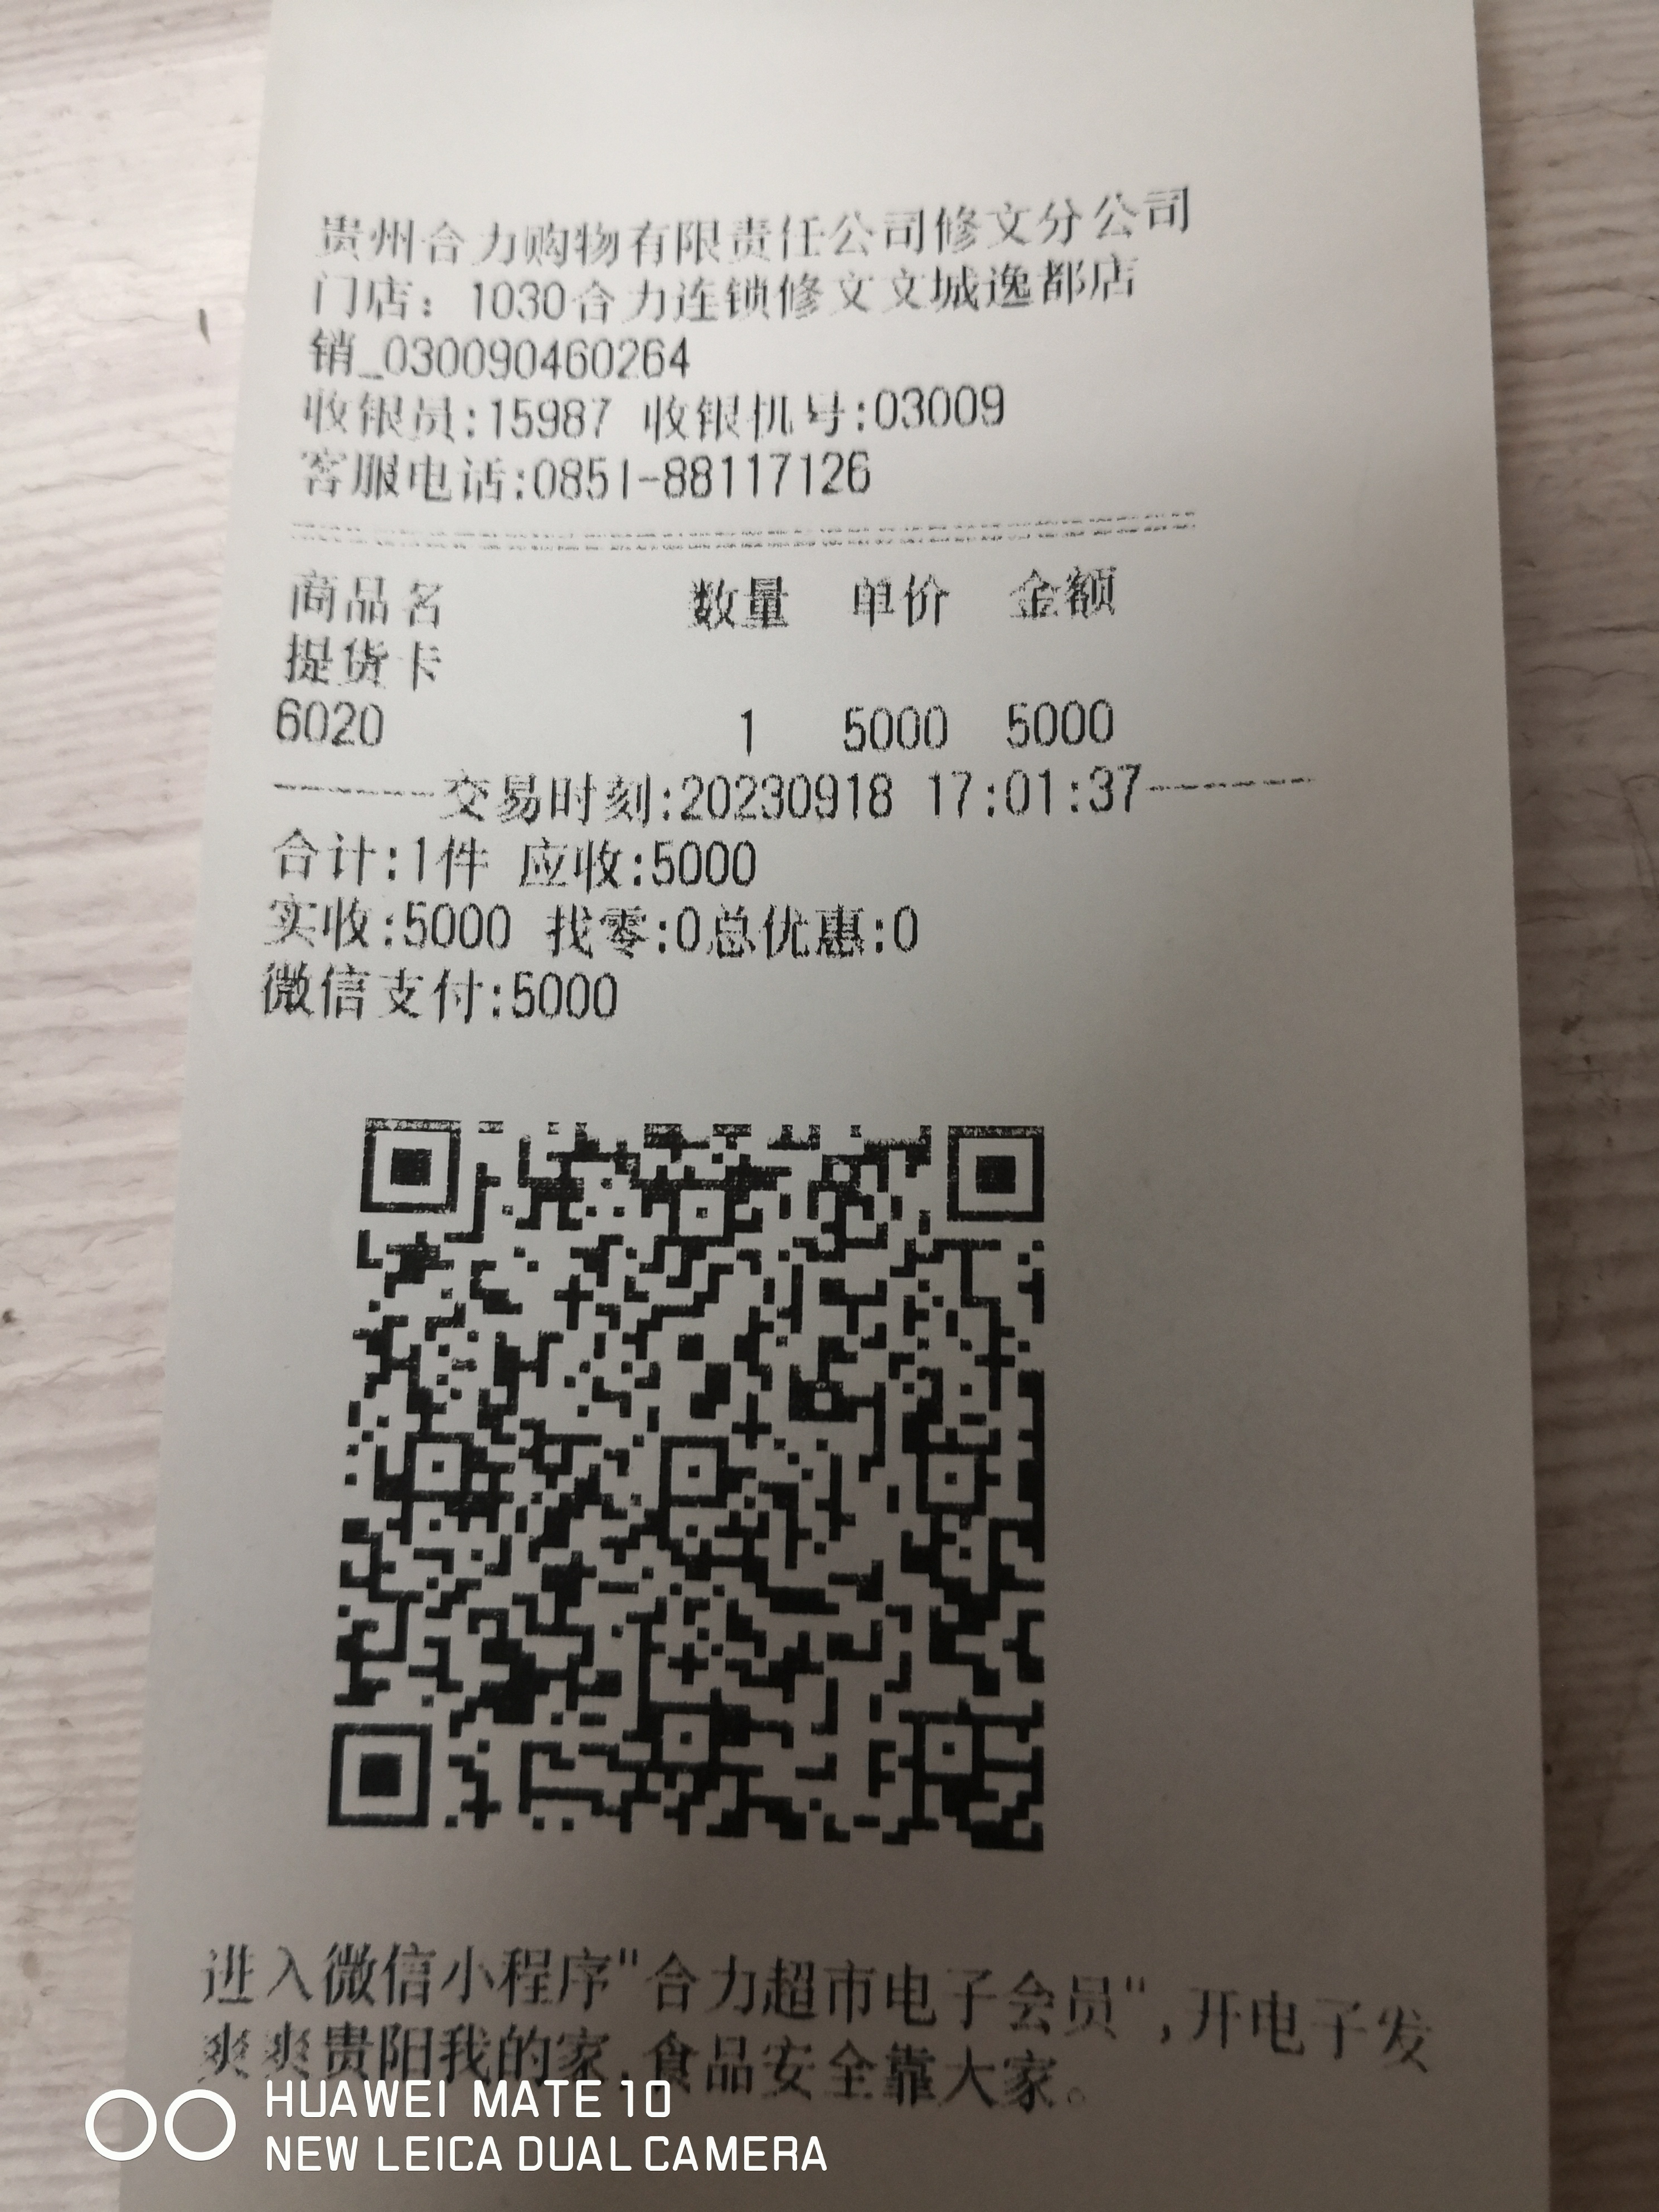 贵州合力购物有限责任公司修文分公司
门店：1030合力连锁修文文城逸都店
销_030090460264
收银员:15987 收银机号:03009
客服电话:0851-88117126
商品名 数量 单价 金额
提货卡
6020 1 5000 5000
------交易时刻:20230918 17:01:37------
合计:1件 应收:5000
实收:5000 找零:0总优惠:0
微信支付:5000
进入微信小程序"合力超市电子会员",开电子发
爽爽贵阳我的家,食品安全靠大家。
HUAWEI MATE 10
NEW LEICA DUAL CAMERA